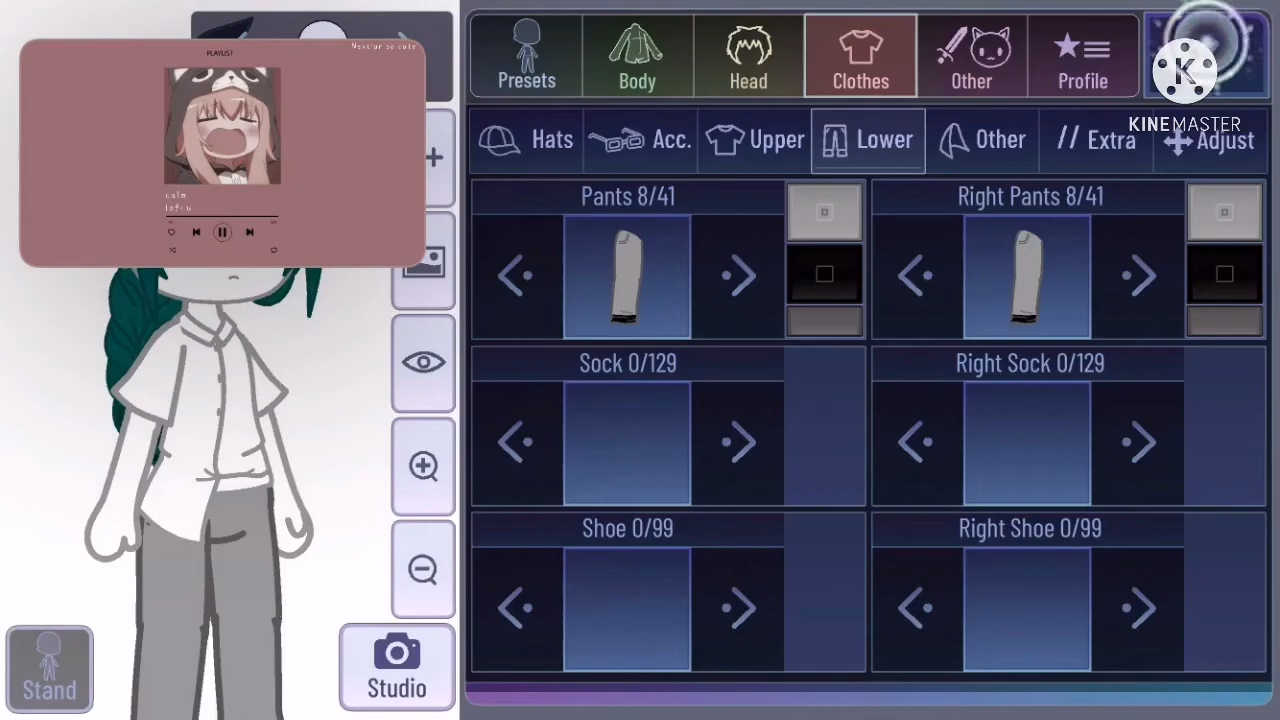 PLAYLIST
calm
Presets
Body
Head
Clothes
Other
Profile
KINEMASTER
Hats
Acc.
Upper
Lower
Other
Extra
Adjust
Pants 8/41
Right Pants 8/41
Sock 0/129
Right Sock 0/129
Shoe 0/99
Right Shoe 0/99
Stand
Studio